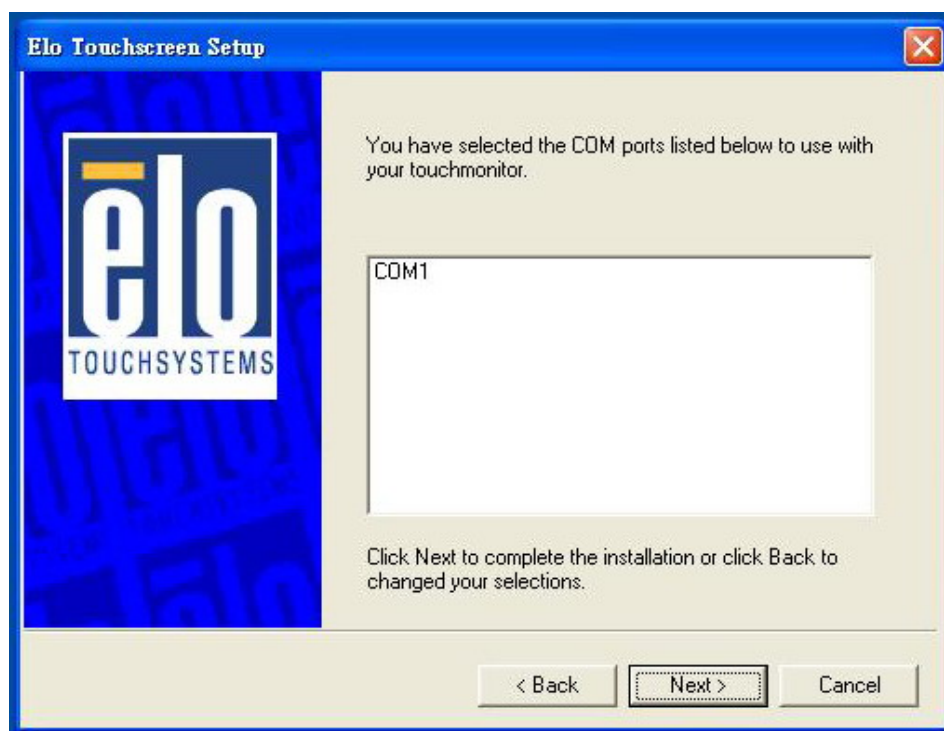 Elo Touchscreen Setup
elo
TOUCHSYSTEMS
You have selected the COM ports listed below to use with
your touchmonitor.
COM1
Click Next to complete the installation or click Back to
changed your selections.
< Back
Next >
Cancel